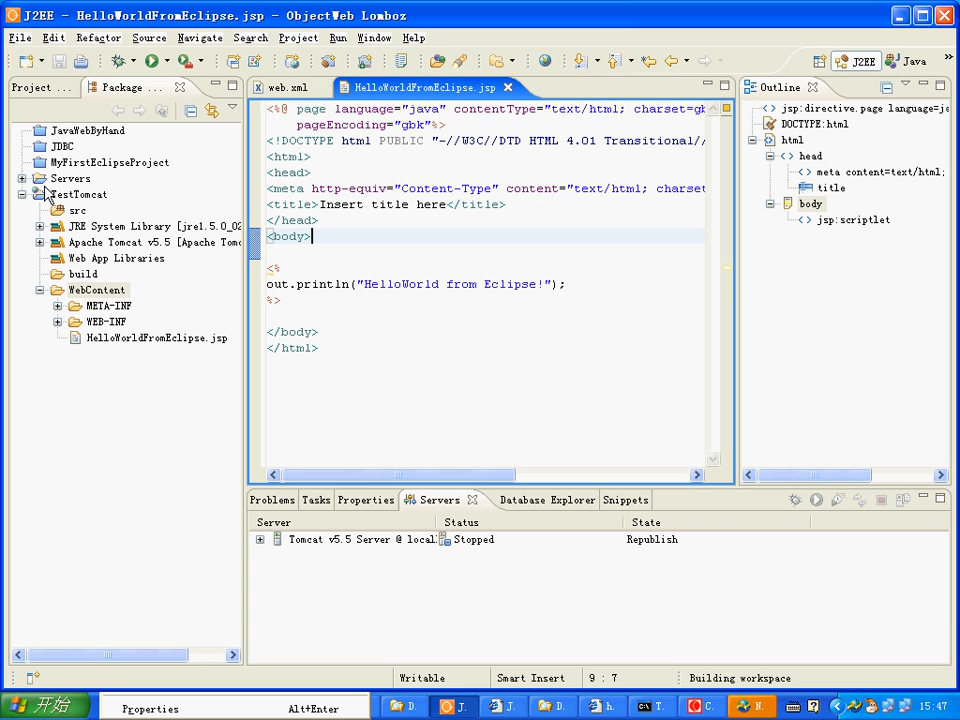 J2EE - HelloWorldFromEclipse.jsp - ObjectWeb Lomboz
File Edit Refactor Source Navigate Search Project Run Window Help
J2EE Java
Project ... Package ... web.xml HelloWorldFromEclipse.jsp Outline
JavaWebByHand
JDBC
MyFirstEclipseProject
Servers
TestTomcat
src
JRE System Library [jre1.5.0_02
Apache Tomcat v5.5 [Apache Tomc
Web App Libraries
build
WebContent
META-INF
WEB-INF
HelloWorldFromEclipse.jsp
<%@ page language="java" contentType="text/html; charset=gb
pageEncoding="gbk"%>
<!DOCTYPE html PUBLIC "-//W3C//DTD HTML 4.01 Transitional//
<html>
<head>
<meta http-equiv="Content-Type" content="text/html; charset
<title>Insert title here</title>
</head>
<body>
<%
out.println("HelloWorld from Eclipse!");
%>
</body>
</html>
jsp:directive.page language=ja
DOCTYPE:html
html
head
meta content=text/html;
title
body
jsp:scriptlet
Problems Tasks Properties Servers Database Explorer Snippets
Server Status State
Tomcat v5.5 Server @ local Stopped Republish
Writable Smart Insert 9 : 7 Building workspace
开始 Properties Alt+Enter D. J. J. D. h. T. C. N. 15:47